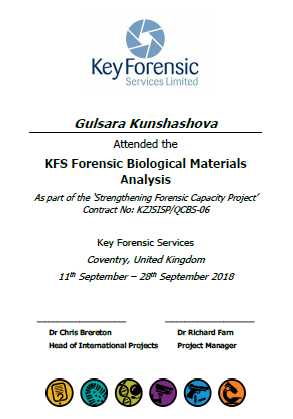 Key Forensic
Services Limited
Gulsara Kunshashova
Attended the
KFS Forensic Biological Materials
Analysis
As part of the 'Strengthening Forensic Capacity Project'
Contract No: KZJSISP/QCBS-06
Key Forensic Services
Coventry, United Kingdom
11th September – 28th September 2018
Dr Chris Brereton
Head of International Projects
Dr Richard Farn
Project Manager